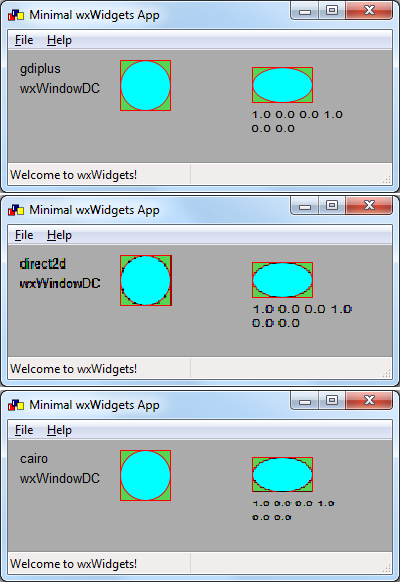 Minimal wxWidgets App
File Help
gdiplus
wxWindowDC
1.0 0.0 0.0 1.0
0.0 0.0
Welcome to wxWidgets!
Minimal wxWidgets App
File Help
direct2d
wxWindowDC
1.0 0.0 0.0 1.0
0.0 0.0
Welcome to wxWidgets!
Minimal wxWidgets App
File Help
cairo
wxWindowDC
1.0 0.0 0.0 1.0
0.0 0.0
Welcome to wxWidgets!